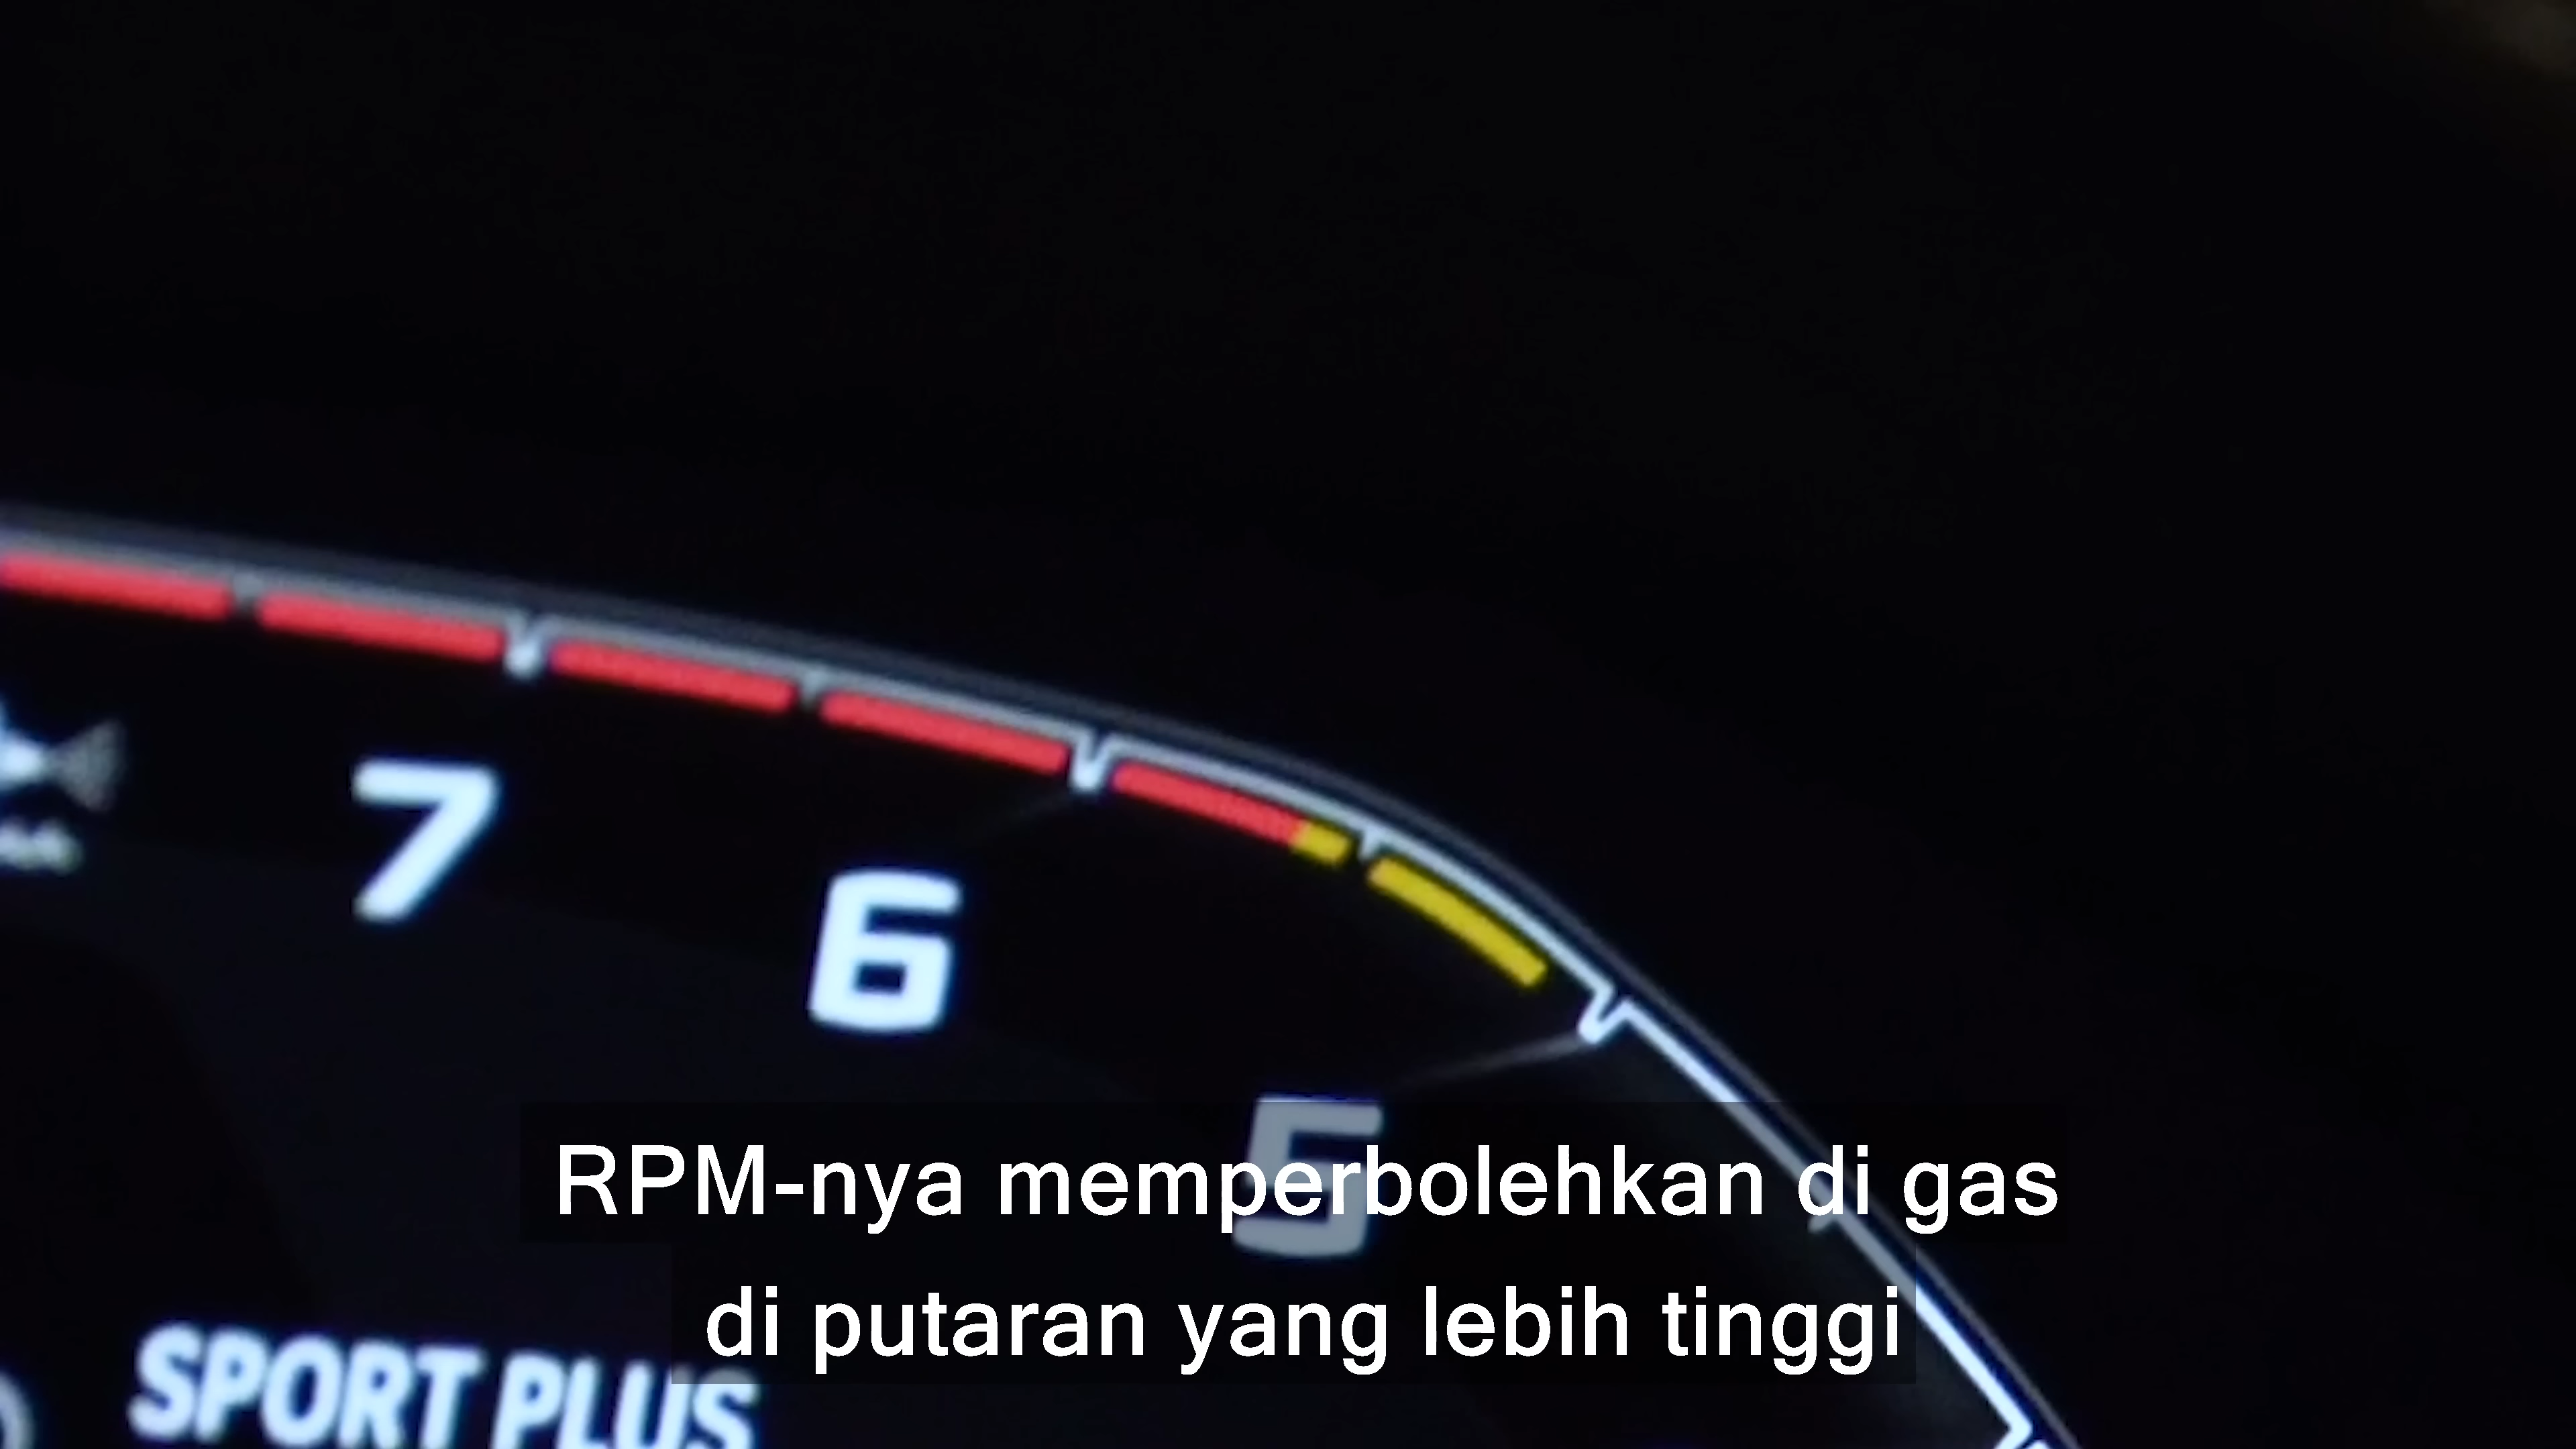 7
6
5
RPM-nya memperbolehkan di gas
di putaran yang lebih tinggi
SPORT PLUS